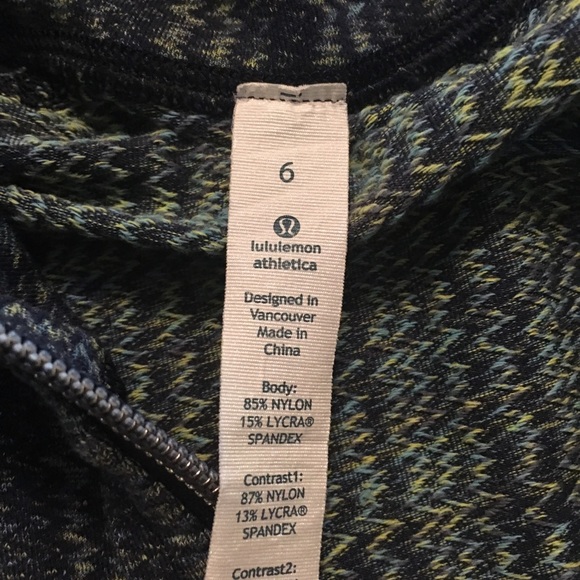 6
lululemon
athletica
Designed in
Vancouver
Made in
China
Body:
85% NYLON
15% LYCRA®
SPANDEX
Contrast1:
87% NYLON
13% LYCRA®
SPANDEX
Contrast2: